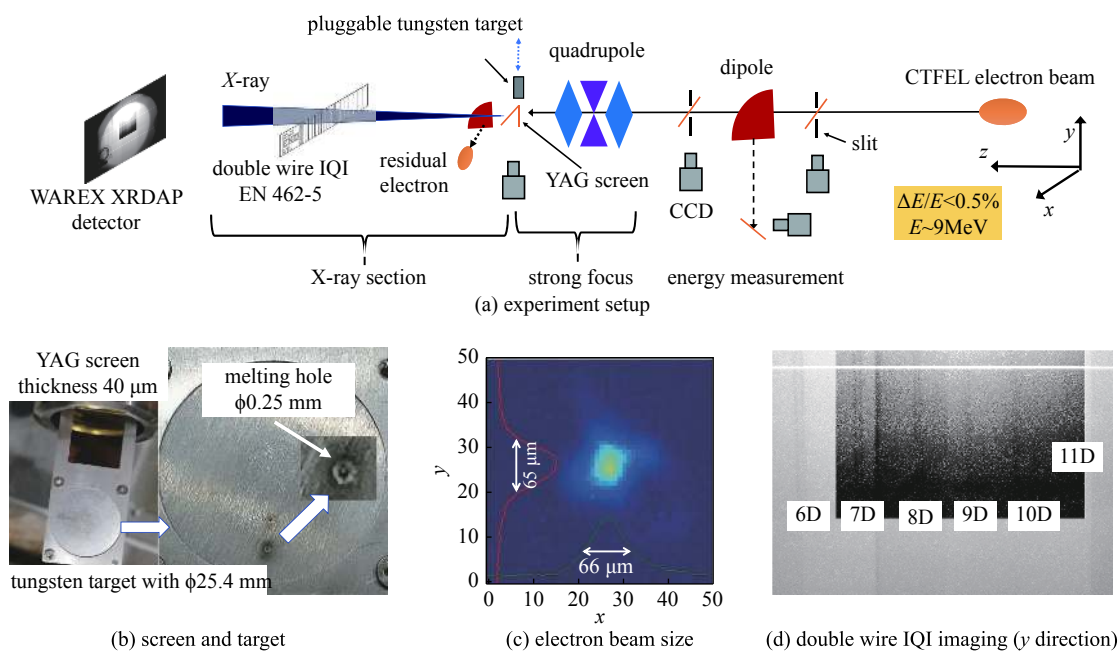 pluggable tungsten target
quadrupole
dipole
CTFEL electron beam
X-ray
y
slit
z
x
double wire IQI
EN 462-5
residual
electron
YAG screen
WAREX XRDAP
detector
CCD
ΔE/E<0.5%
E~9MeV
X-ray section
strong focus
energy measurement
(a) experiment setup
YAG screen
thickness 40 μm
melting hole
ϕ0.25 mm
tungsten target with ϕ25.4 mm
(b) screen and target
50
40
30
20
10
0
y
65 μm
66 μm
0
10
20
30
40
50
x
(c) electron beam size
11D
6D
7D
8D
9D
10D
(d) double wire IQI imaging (y direction)